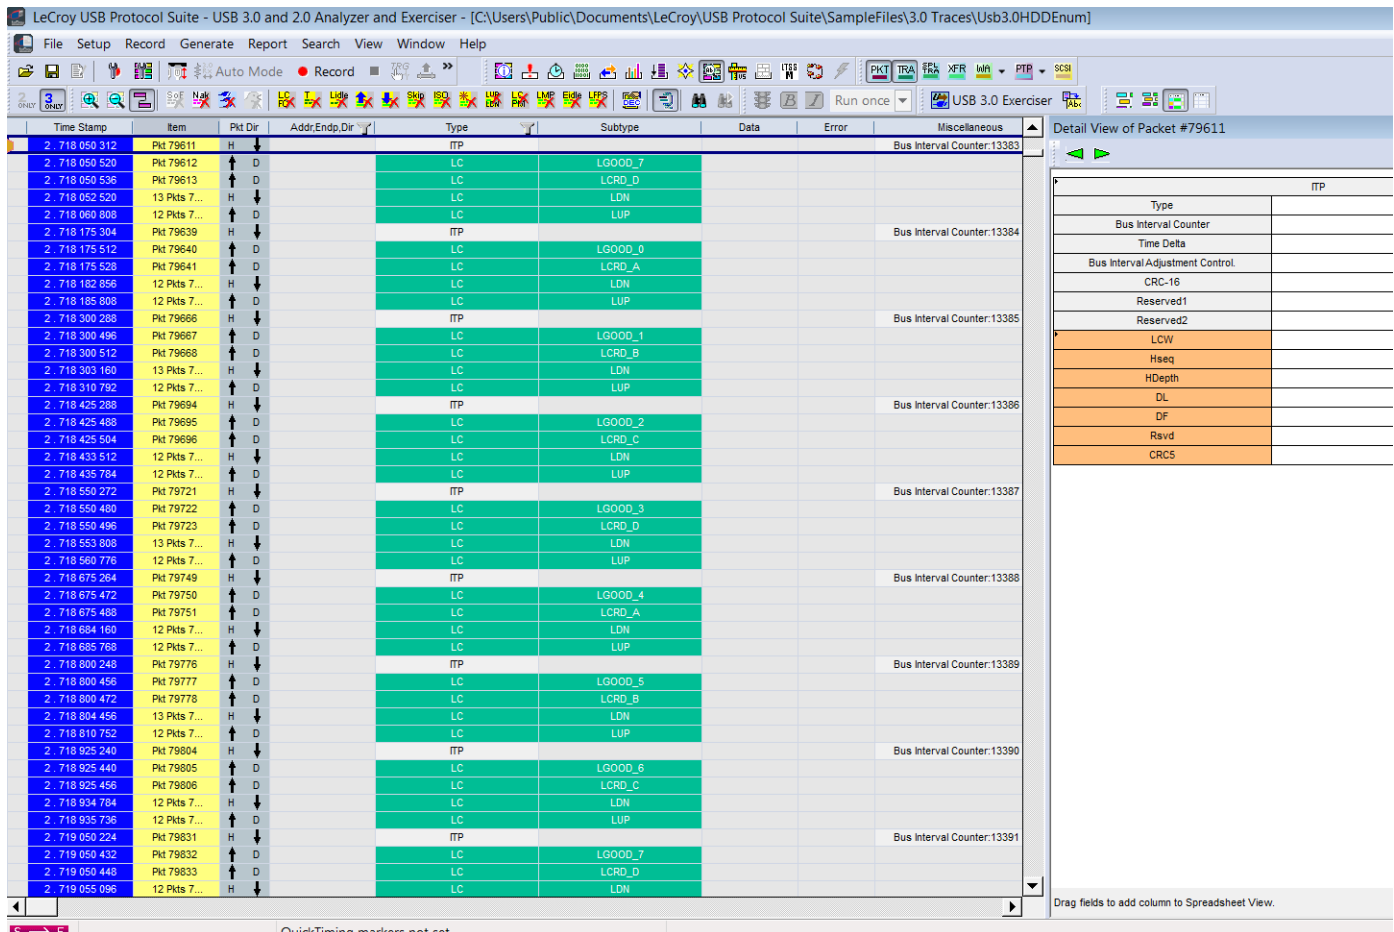 LeCroy USB Protocol Suite - USB 3.0 and 2.0 Analyzer and Exerciser - [C:\Users\Public\Documents\LeCroy\USB Protocol Suite\SampleFiles\3.0 Traces\Usb3.0HDDEnum]
File Setup Record Generate Report Search View Window Help
Auto Mode Record PKT TRA XFR WA PTP SCSI
3 ONLY Nak Lidle Skip ISO LMP Eidle LFPS DEC B I Run once USB 3.0 Exerciser
Time Stamp Item Pkt Dir Addr,Endp,Dir Type Subtype Data Error Miscellaneous
2 . 718 050 312 Pkt 79611 H ITP Bus Interval Counter:13383
2 . 718 050 520 Pkt 79612 D LC LGOOD_7
2 . 718 050 536 Pkt 79613 D LC LCRD_D
2 . 718 052 520 13 Pkts 7... H LC LDN
2 . 718 060 808 12 Pkts 7... D LC LUP
2 . 718 175 304 Pkt 79639 H ITP Bus Interval Counter:13384
2 . 718 175 512 Pkt 79640 D LC LGOOD_0
2 . 718 175 528 Pkt 79641 D LC LCRD_A
2 . 718 182 856 12 Pkts 7... H LC LDN
2 . 718 185 808 12 Pkts 7... D LC LUP
2 . 718 300 288 Pkt 79666 H ITP Bus Interval Counter:13385
2 . 718 300 496 Pkt 79667 D LC LGOOD_1
2 . 718 300 512 Pkt 79668 D LC LCRD_B
2 . 718 303 160 13 Pkts 7... H LC LDN
2 . 718 310 792 12 Pkts 7... D LC LUP
2 . 718 425 288 Pkt 79694 H ITP Bus Interval Counter:13386
2 . 718 425 488 Pkt 79695 D LC LGOOD_2
2 . 718 425 504 Pkt 79696 D LC LCRD_C
2 . 718 433 512 12 Pkts 7... H LC LDN
2 . 718 435 784 12 Pkts 7... D LC LUP
2 . 718 550 272 Pkt 79721 H ITP Bus Interval Counter:13387
2 . 718 550 480 Pkt 79722 D LC LGOOD_3
2 . 718 550 496 Pkt 79723 D LC LCRD_D
2 . 718 553 808 13 Pkts 7... H LC LDN
2 . 718 560 776 12 Pkts 7... D LC LUP
2 . 718 675 264 Pkt 79749 H ITP Bus Interval Counter:13388
2 . 718 675 472 Pkt 79750 D LC LGOOD_4
2 . 718 675 488 Pkt 79751 D LC LCRD_A
2 . 718 684 160 12 Pkts 7... H LC LDN
2 . 718 685 768 12 Pkts 7... D LC LUP
2 . 718 800 248 Pkt 79776 H ITP Bus Interval Counter:13389
2 . 718 800 456 Pkt 79777 D LC LGOOD_5
2 . 718 800 472 Pkt 79778 D LC LCRD_B
2 . 718 804 456 13 Pkts 7... H LC LDN
2 . 718 810 752 12 Pkts 7... D LC LUP
2 . 718 925 240 Pkt 79804 H ITP Bus Interval Counter:13390
2 . 718 925 440 Pkt 79805 D LC LGOOD_6
2 . 718 925 456 Pkt 79806 D LC LCRD_C
2 . 718 934 784 12 Pkts 7... H LC LDN
2 . 718 935 736 12 Pkts 7... D LC LUP
2 . 719 050 224 Pkt 79831 H ITP Bus Interval Counter:13391
2 . 719 050 432 Pkt 79832 D LC LGOOD_7
2 . 719 050 448 Pkt 79833 D LC LCRD_D
2 . 719 055 096 12 Pkts 7... H LC LDN
Detail View of Packet #79611
ITP
Type
Bus Interval Counter
Time Delta
Bus Interval Adjustment Control.
CRC-16
Reserved1
Reserved2
LCW
Hseq
HDepth
DL
DF
Rsvd
CRC5
Drag fields to add column to Spreadsheet View.
QuickTiming markers not set